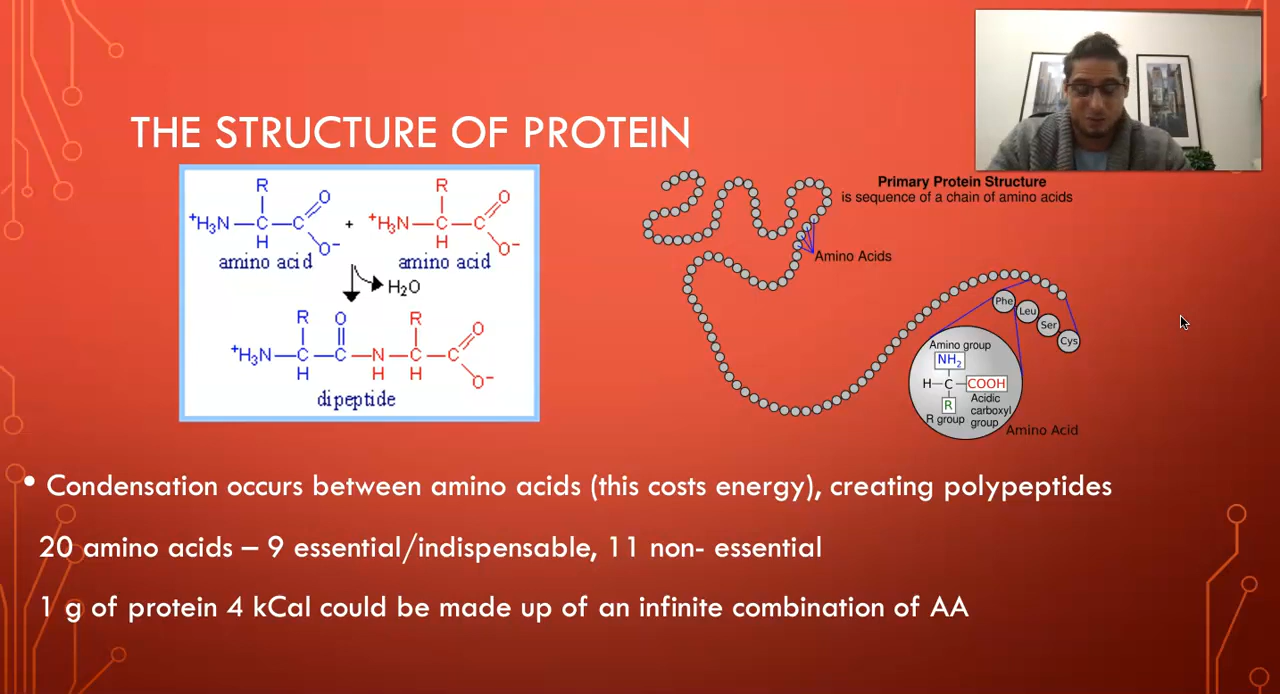 THE STRUCTURE OF PROTEIN
R O R O
⁺H₃N C C + ⁺H₃N C C
H O⁻ H O⁻
amino acid amino acid
H₂O
R O R O
⁺H₃N C C N C C
H H H O⁻
dipeptide
Primary Protein Structure
is sequence of a chain of amino acids
Amino Acids
Phe
Leu
Ser
Cys
Amino group
NH₂
H–C–COOH
R
Acidic
carboxyl
group
R group
Amino Acid
• Condensation occurs between amino acids (this costs energy), creating polypeptides
20 amino acids – 9 essential/indispensable, 11 non- essential
1 g of protein 4 kCal could be made up of an infinite combination of AA